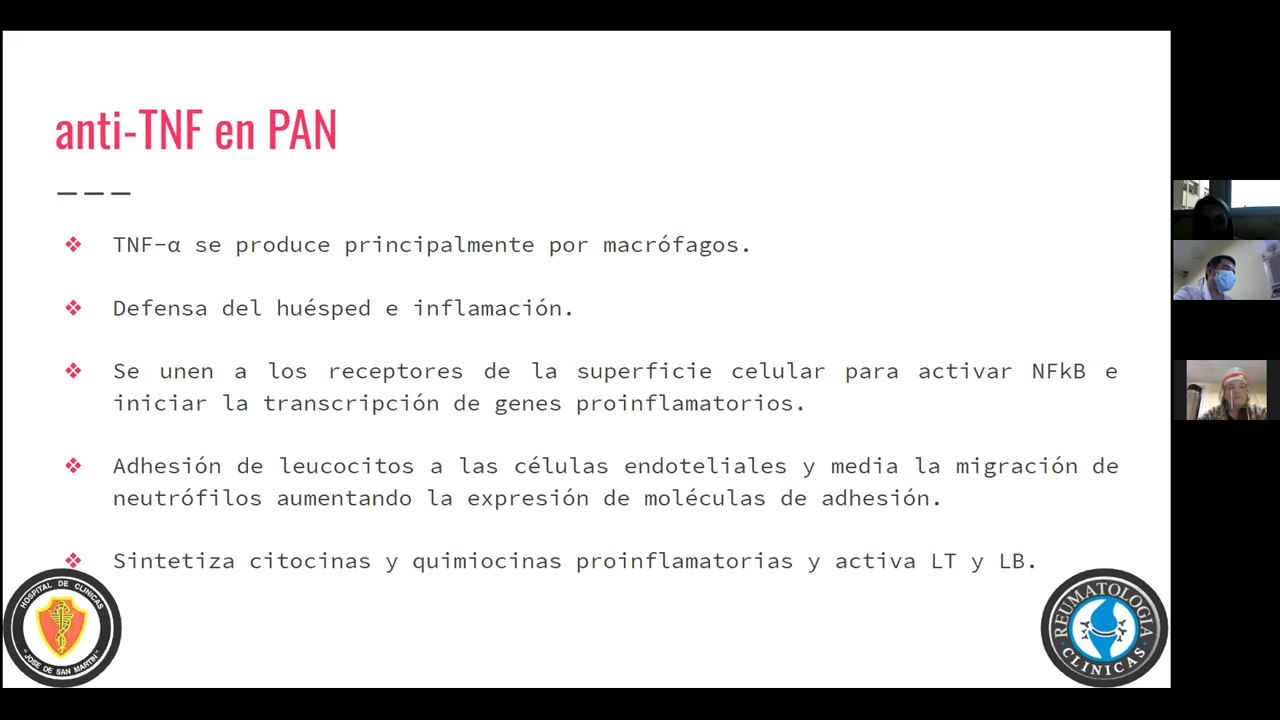 anti-TNF en PAN
TNF-α se produce principalmente por macrófagos.
Defensa del huésped e inflamación.
Se unen a los receptores de la superficie celular para activar NFkB e
iniciar la transcripción de genes proinflamatorios.
Adhesión de leucocitos a las células endoteliales y media la migración de
neutrófilos aumentando la expresión de moléculas de adhesión.
Sintetiza citocinas y quimiocinas proinflamatorias y activa LT y LB.
HOSPITAL DE CLINICAS
"JOSE DE SAN MARTIN"
REUMATOLOGIA
CLINICAS